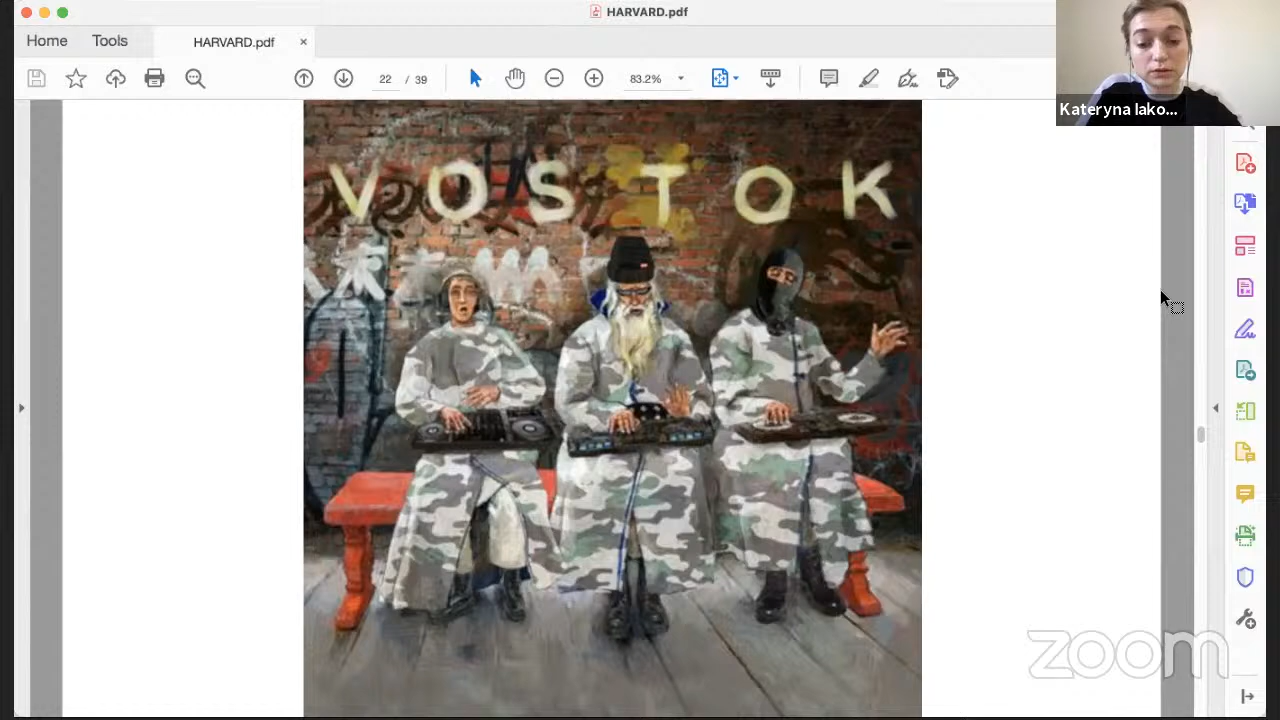 HARVARD.pdf
Home Tools HARVARD.pdf ×
22 / 39 83.2%
Kateryna Iako...
VOSTOK
zoom